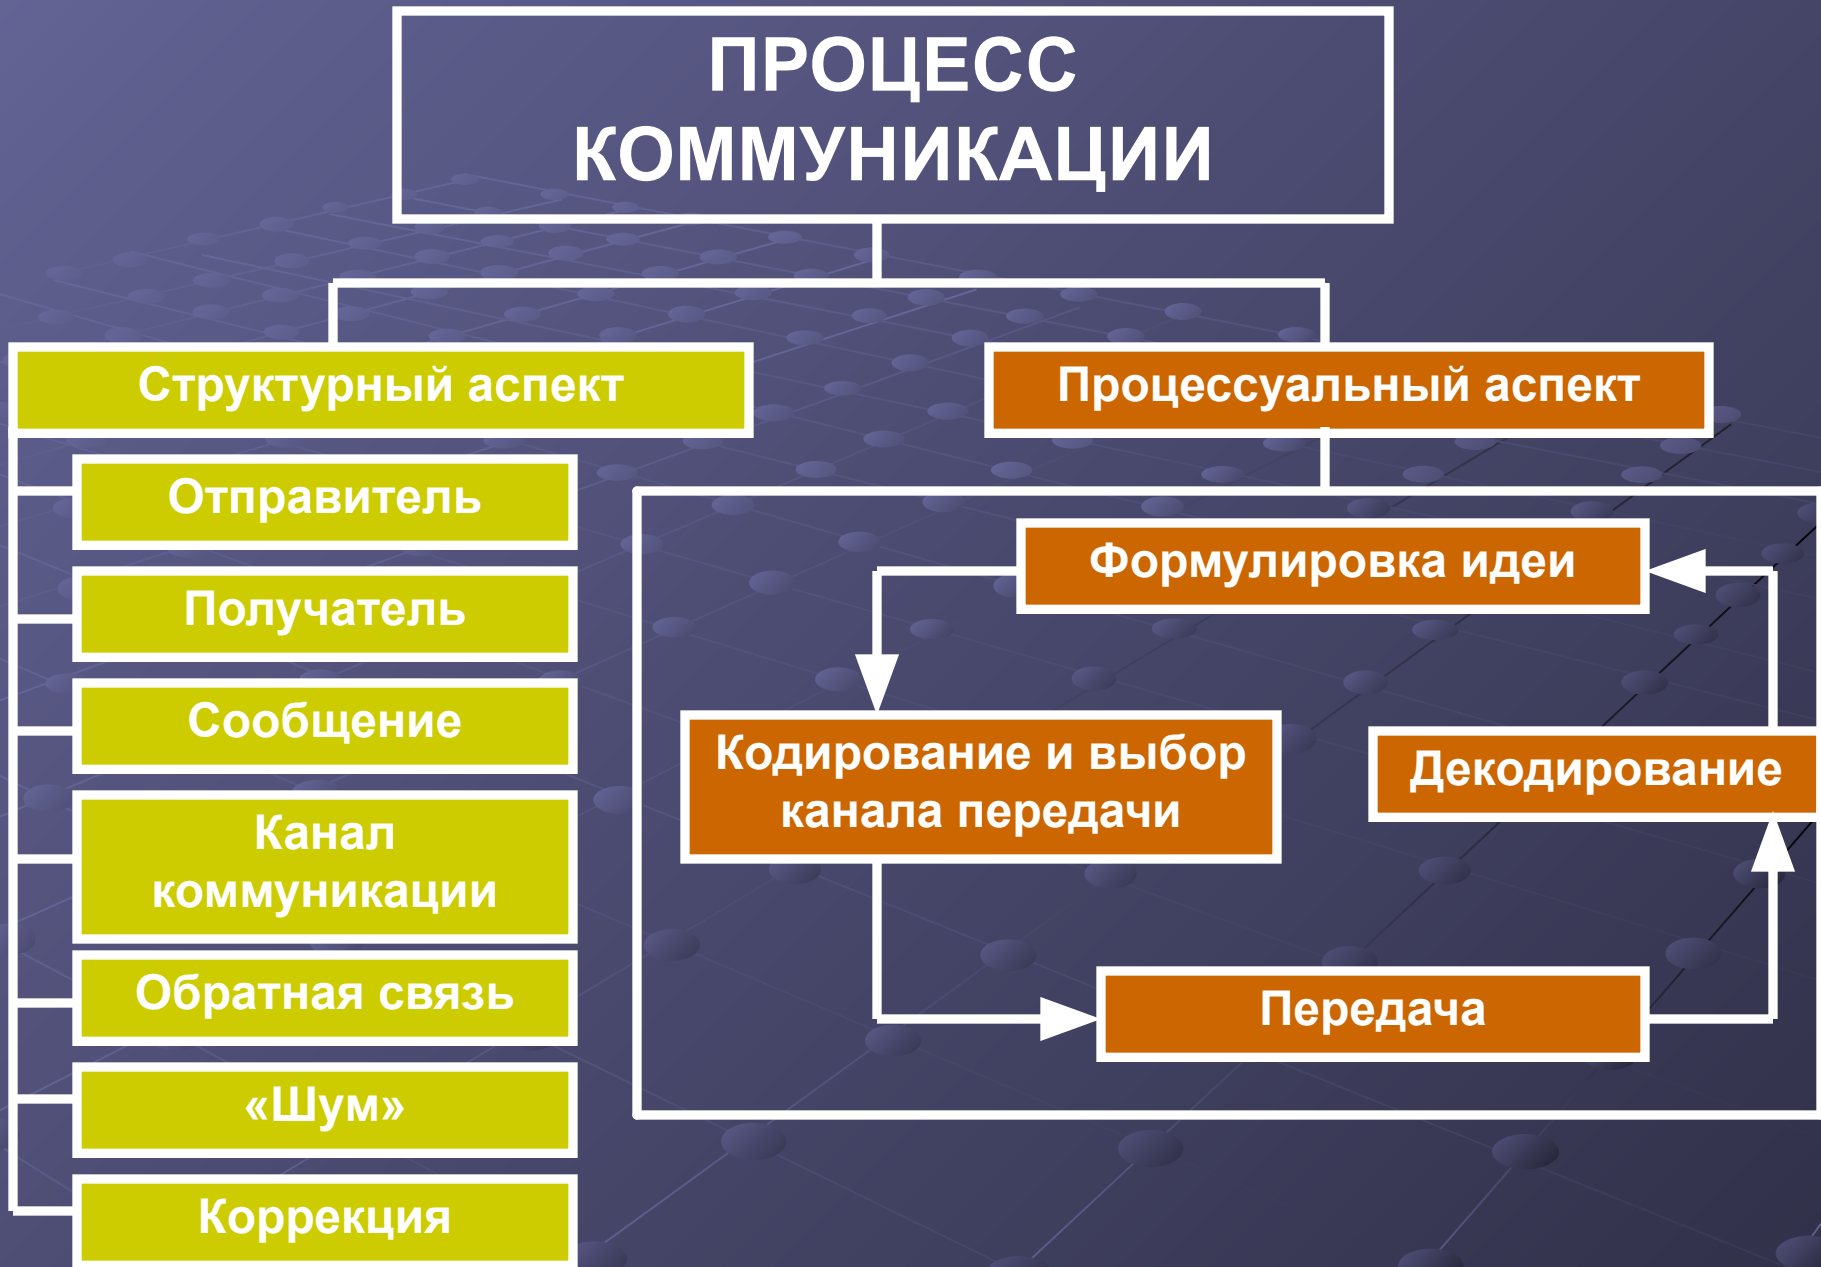 ПРОЦЕСС
КОММУНИКАЦИИ
Структурный аспект
Отправитель
Получатель
Сообщение
Канал
коммуникации
Обратная связь
«Шум»
Коррекция
Процессуальный аспект
Формулировка идеи
Кодирование и выбор
канала передачи
Декодирование
Передача